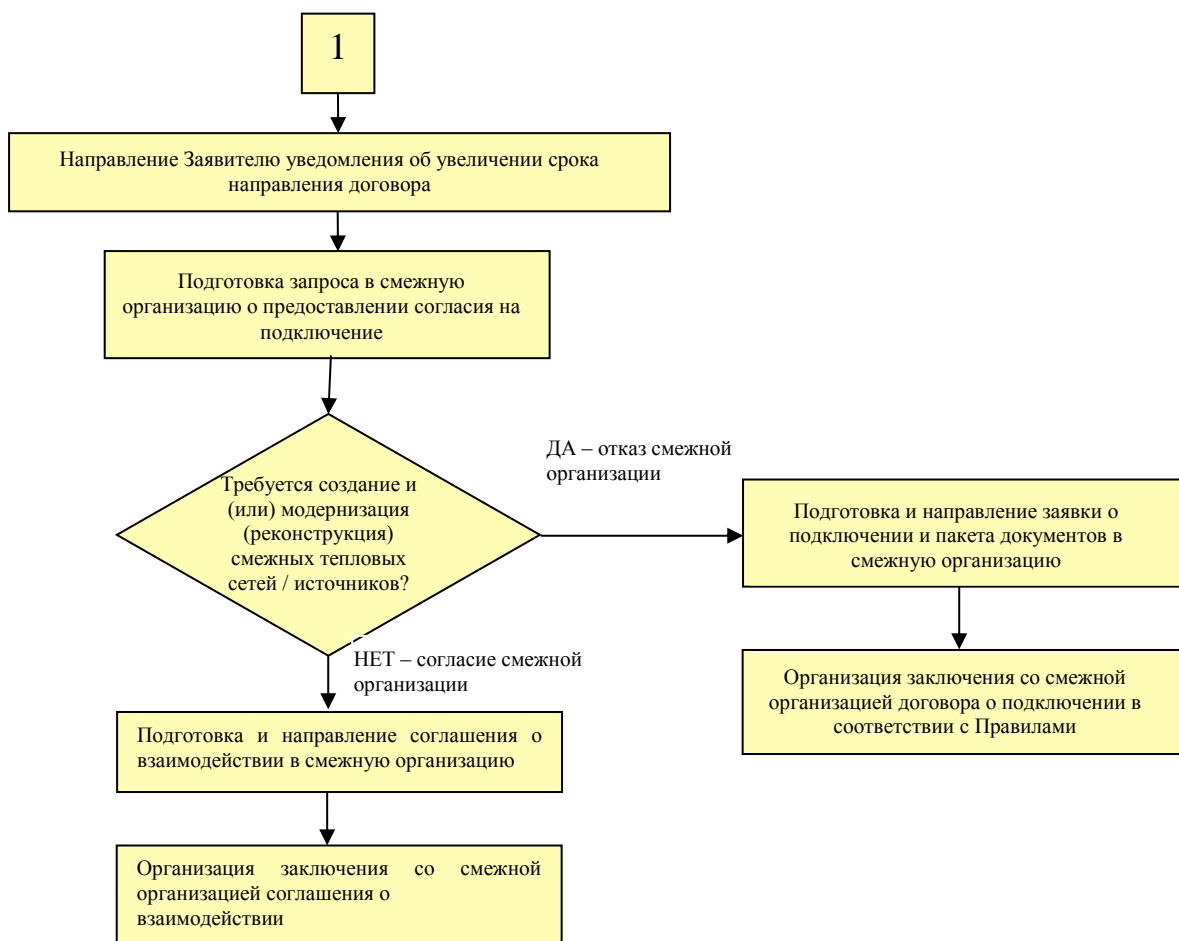 1
Направление Заявителю уведомления об увеличении срока
направления договора
Подготовка запроса в смежную
организацию о предоставлении согласия на
подключение
Требуется создание и
(или) модернизация
(реконструкция)
смежных тепловых
сетей / источников?
ДА – отказ смежной
организации
Подготовка и направление заявки о
подключении и пакета документов в
смежную организацию
Организация заключения со смежной
организацией договора о подключении в
соответствии с Правилами
НЕТ – согласие смежной
организации
Подготовка и направление соглашения о
взаимодействии в смежную организацию
Организация заключения со смежной
организацией соглашения о
взаимодействии